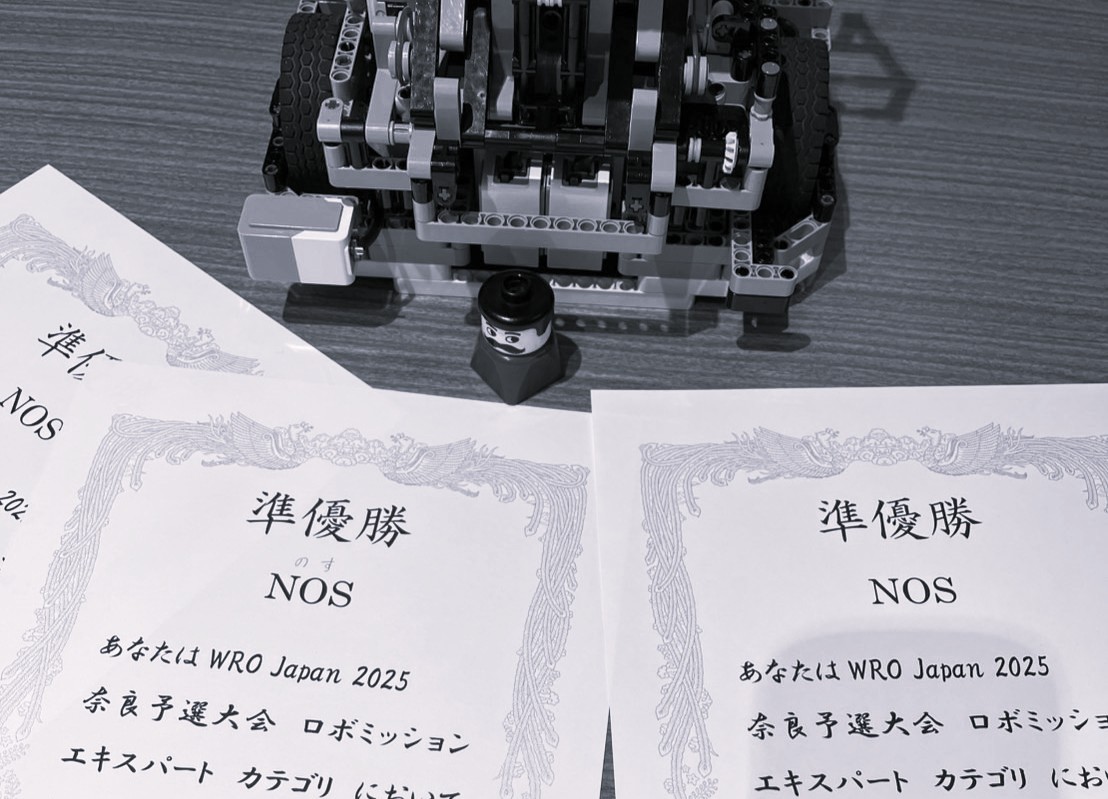 準優
NOS
202
準優勝
のす
NOS
あなたは WRO Japan 2025
奈良予選大会 ロボミッション
エキスパート カテゴリ において
準優勝
NOS
あなたは WRO Japan 2025
奈良予選大会 ロボミッショ
エキスパート カテゴリ におい